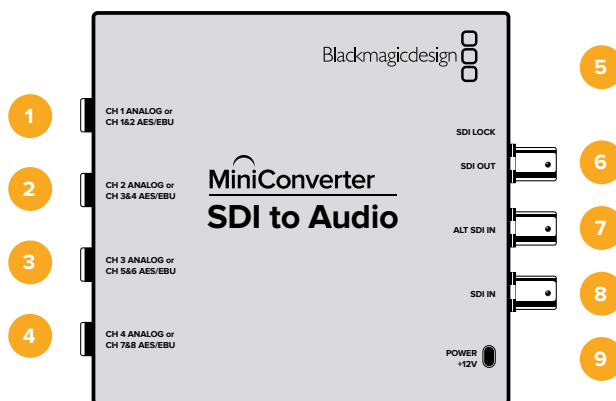 Blackmagicdesign
5
1
CH 1 ANALOG or
CH 1&2 AES/EBU
SDI LOCK
SDI OUT
6
2
CH 2 ANALOG or
CH 3&4 AES/EBU
MiniConverter
SDI to Audio
ALT SDI IN
7
3
CH 3 ANALOG or
CH 5&6 AES/EBU
SDI IN
8
4
CH 4 ANALOG or
CH 7&8 AES/EBU
POWER
+12V
9